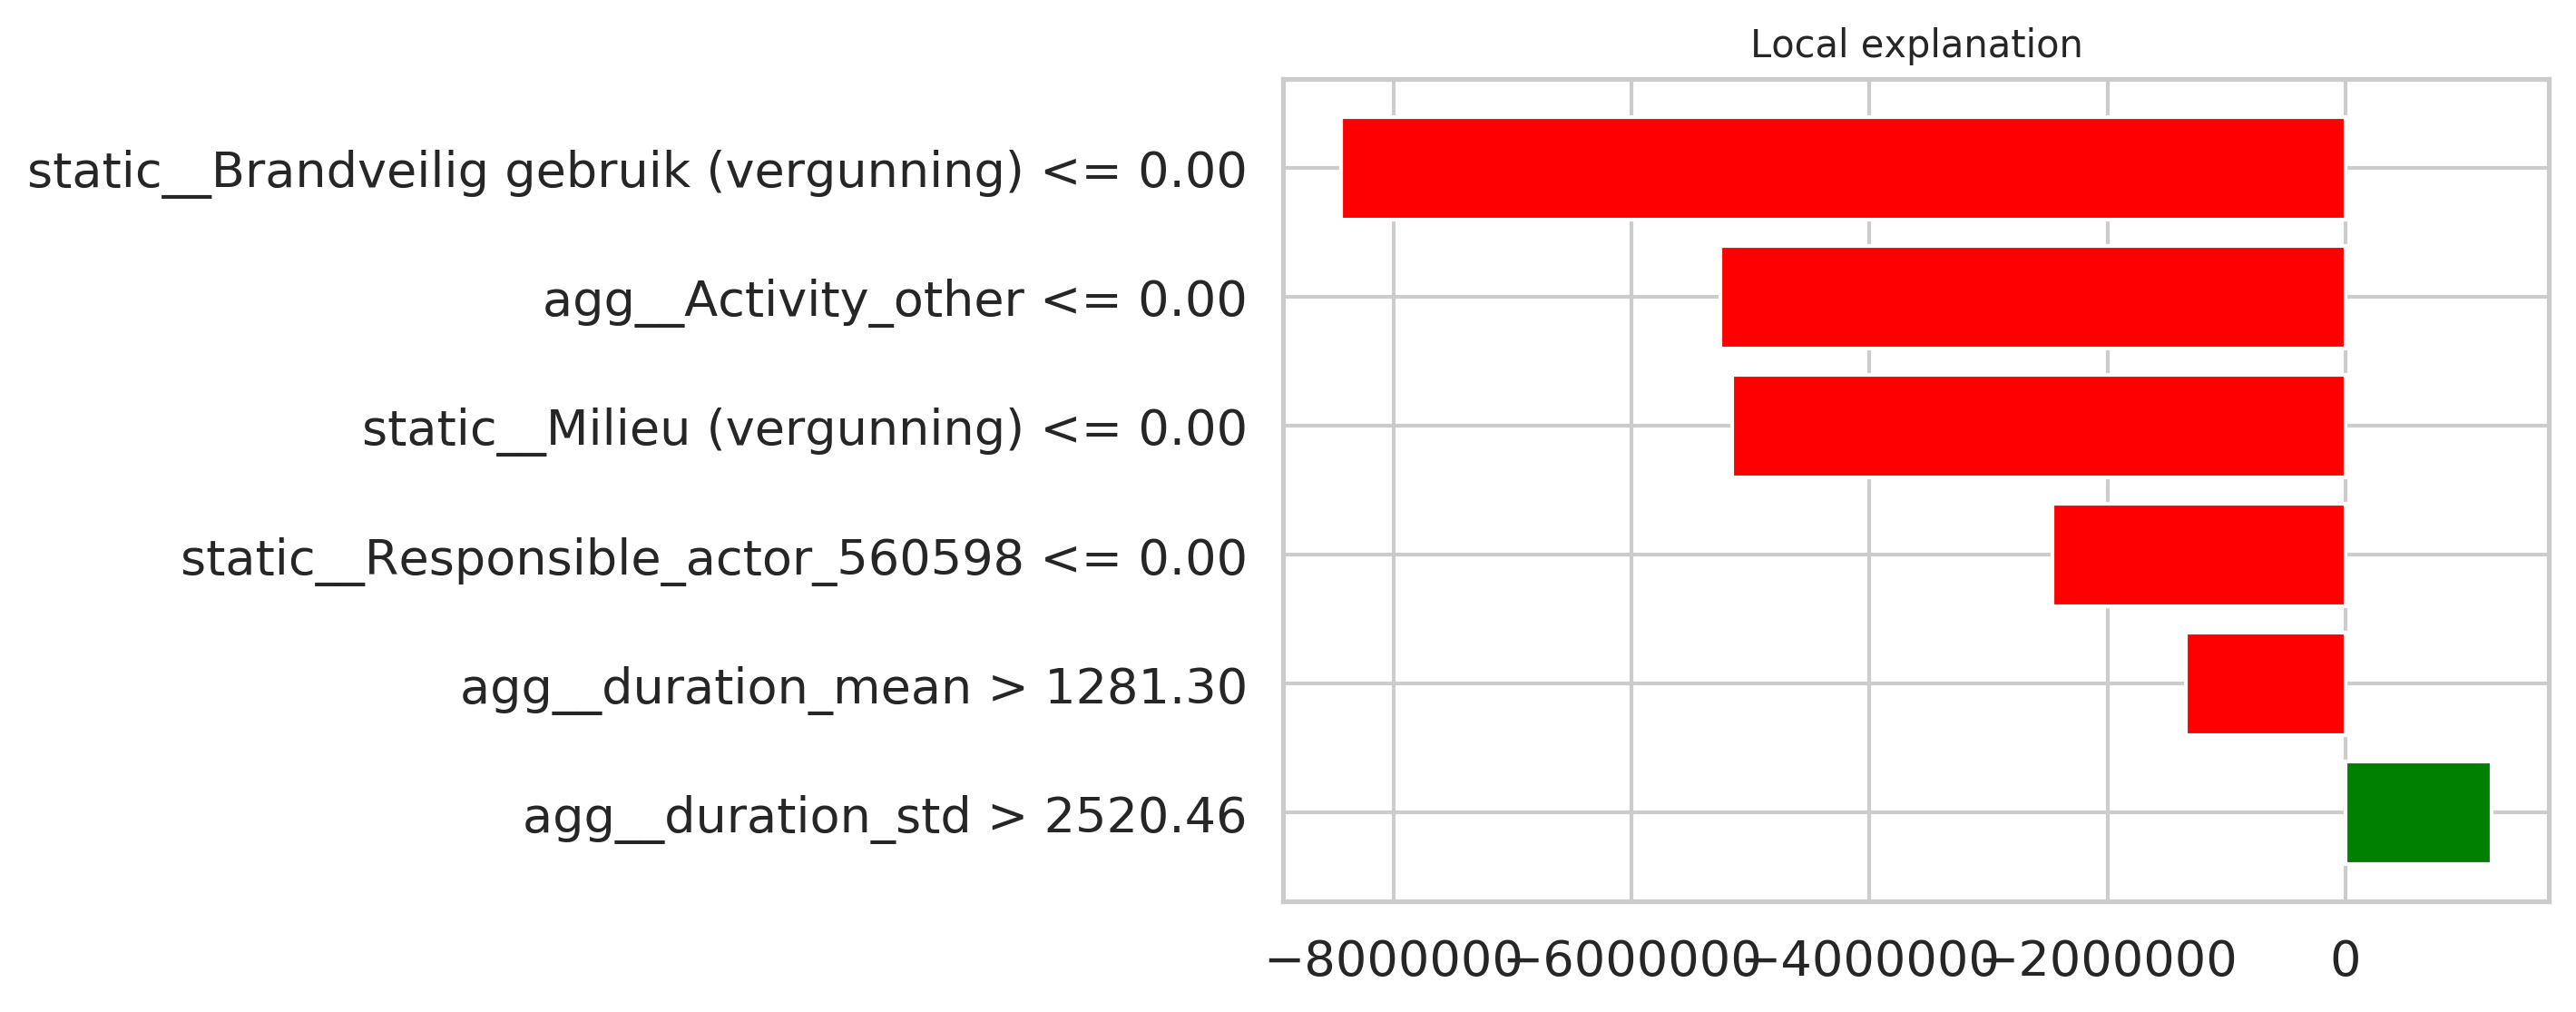 Local explanation
static__Brandveilig gebruik (vergunning) <= 0.00
agg__Activity_other <= 0.00
static__Milieu (vergunning) <= 0.00
static__Responsible_actor_560598 <= 0.00
agg__duration_mean > 1281.30
agg__duration_std > 2520.46
−8000000 −6000000 −4000000 −2000000 0